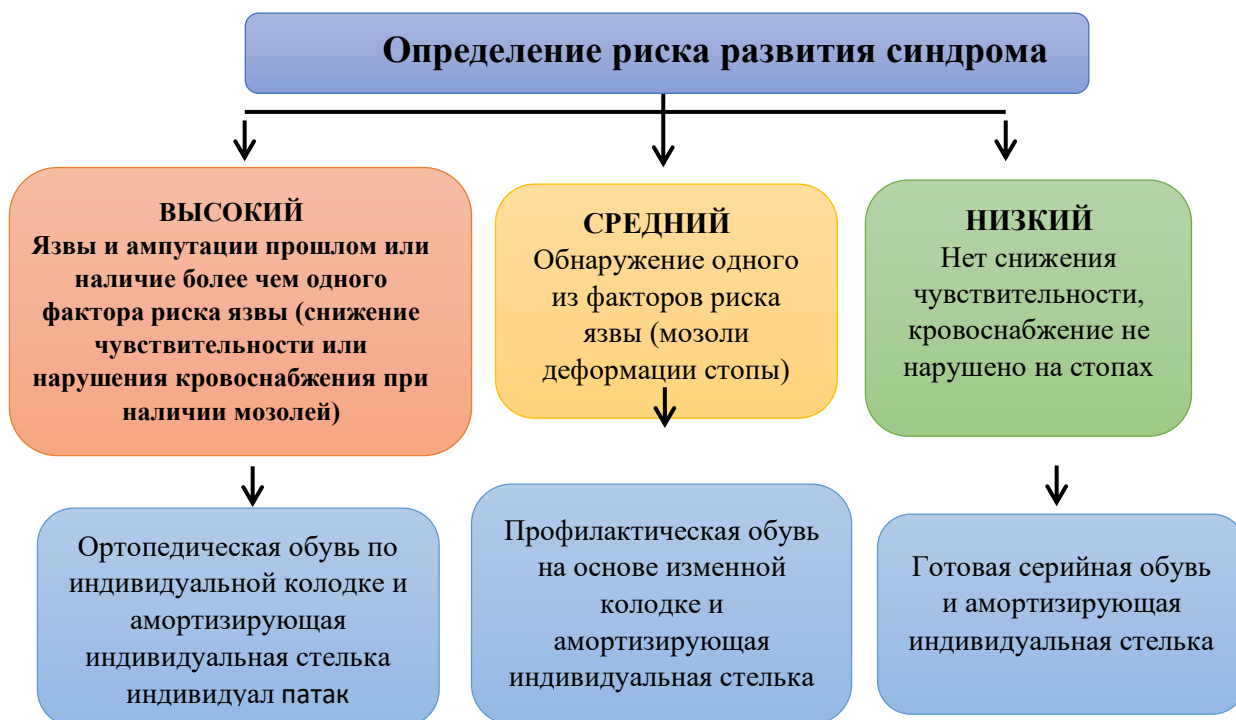 Определение риска развития синдрома
ВЫСОКИЙ
Язвы и ампутации прошлом или
наличие более чем одного
фактора риска язвы (снижение
чувствительности или
нарушения кровоснабжения при
наличии мозолей)
СРЕДНИЙ
Обнаружение одного
из факторов риска
язвы (мозоли
деформации стопы)
НИЗКИЙ
Нет снижения
чувствительности,
кровоснабжение не
нарушено на стопах
Ортопедическая обувь по
индивидуальной колодке и
амортизирующая
индивидуальная стелька
индивидуал патак
Профилактическая обувь
на основе изменной
колодке и
амортизирующая
индивидуальная стелька
Готовая серийная обувь
и амортизирующая
индивидуальная стелька